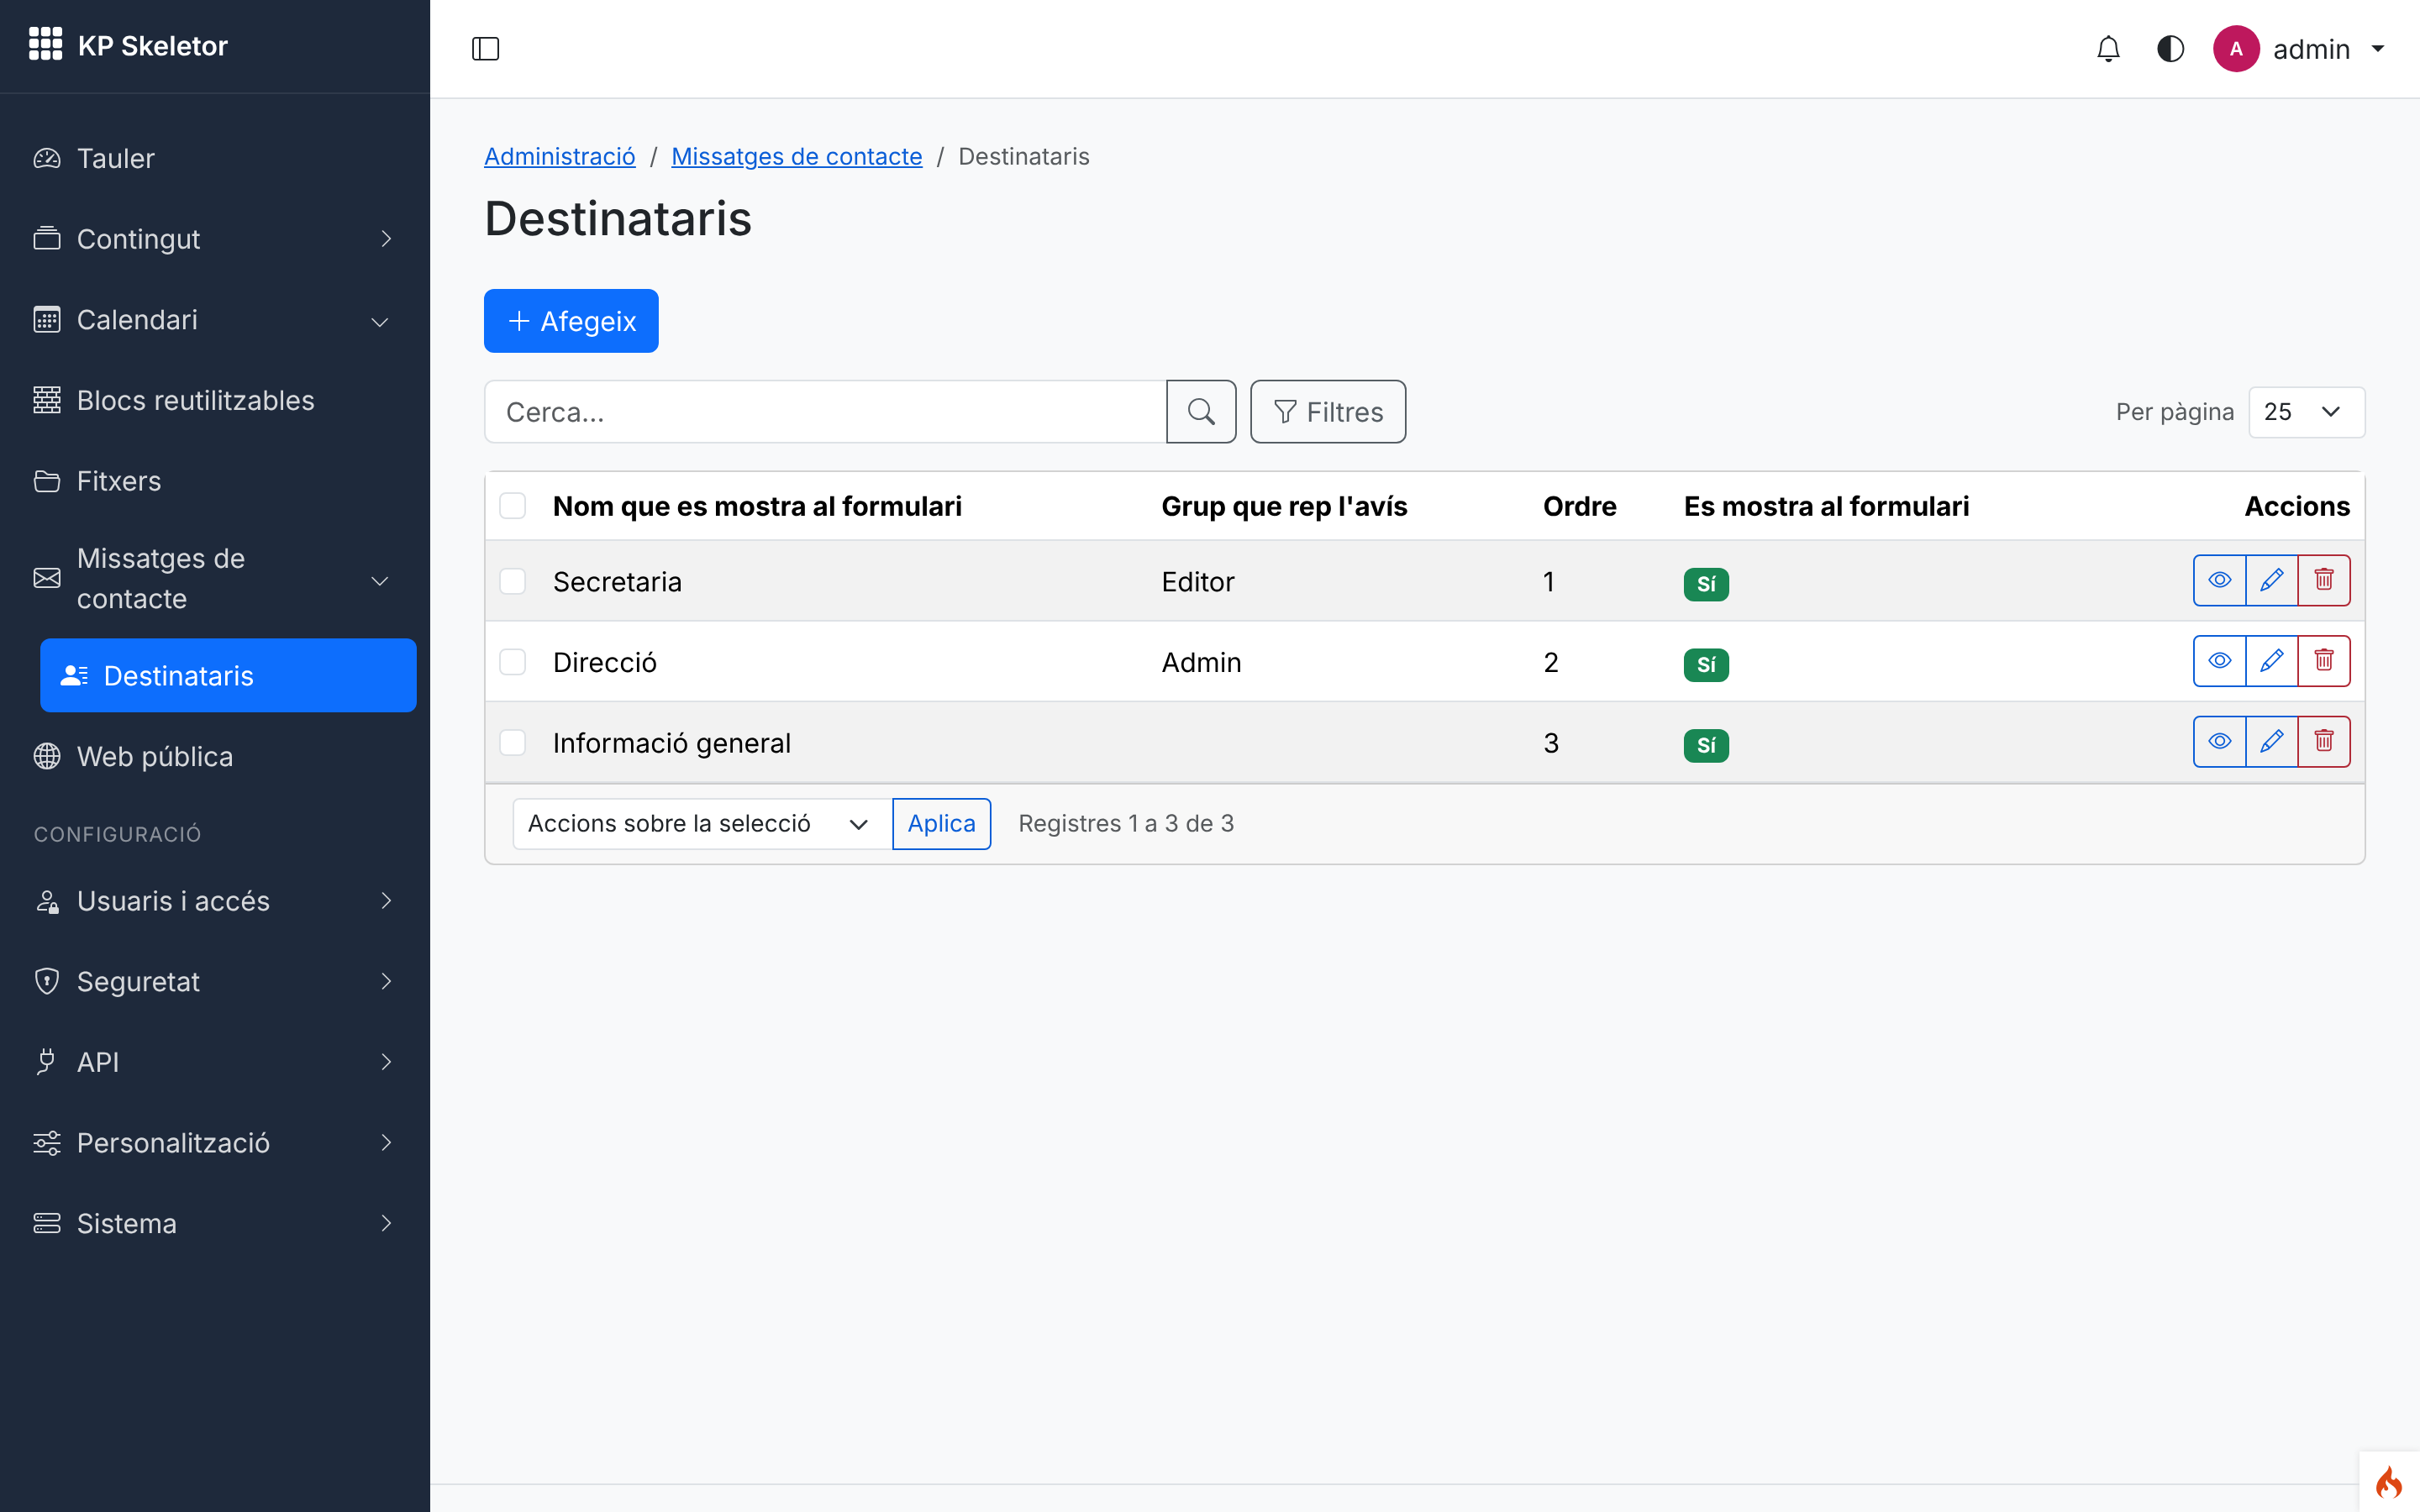 KP Skeletor
admin
A
Tauler
Contingut
Calendari
Blocs reutilitzables
Fitxers
Missatges de
contacte
Destinataris
Web pública
CONFIGURACIÓ
Usuaris i accés
Seguretat
API
Personalització
Sistema
Administració / Missatges de contacte / Destinataris
Destinataris
+ Afegeix
Cerca...
Filtres
Per pàgina 25
Nom que es mostra al formulari Grup que rep l'avís Ordre Es mostra al formulari Accions
Secretaria Editor 1 Sí
Direcció Admin 2 Sí
Informació general 3 Sí
Accions sobre la selecció Aplica Registres 1 a 3 de 3